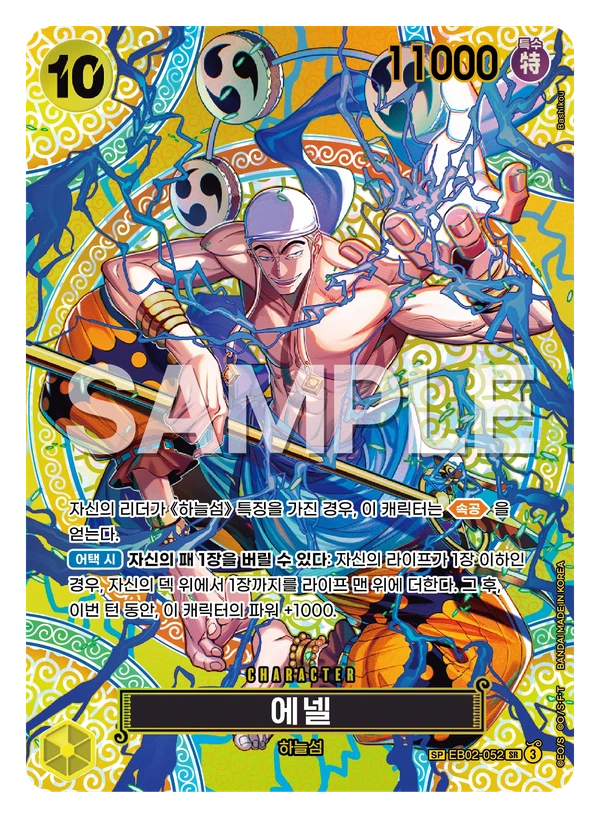 10
11000
특수
特
Bashikou
SAMPLE
자신의 리더가 《하늘섬》 특징을 가진 경우, 이 캐릭터는 속공 을
얻는다.
어택 시 자신의 패 1장을 버릴 수 있다: 자신의 라이프가 1장 이하인
경우, 자신의 덱 위에서 1장까지를 라이프 맨 위에 더한다. 그 후,
이번 턴 동안, 이 캐릭터의 파워 +1000.
CHARACTER
에넬
하늘섬
SP EB02-052 SR 3
©E.O/S ©O/S·F·T BANDAI MADE IN KOREA